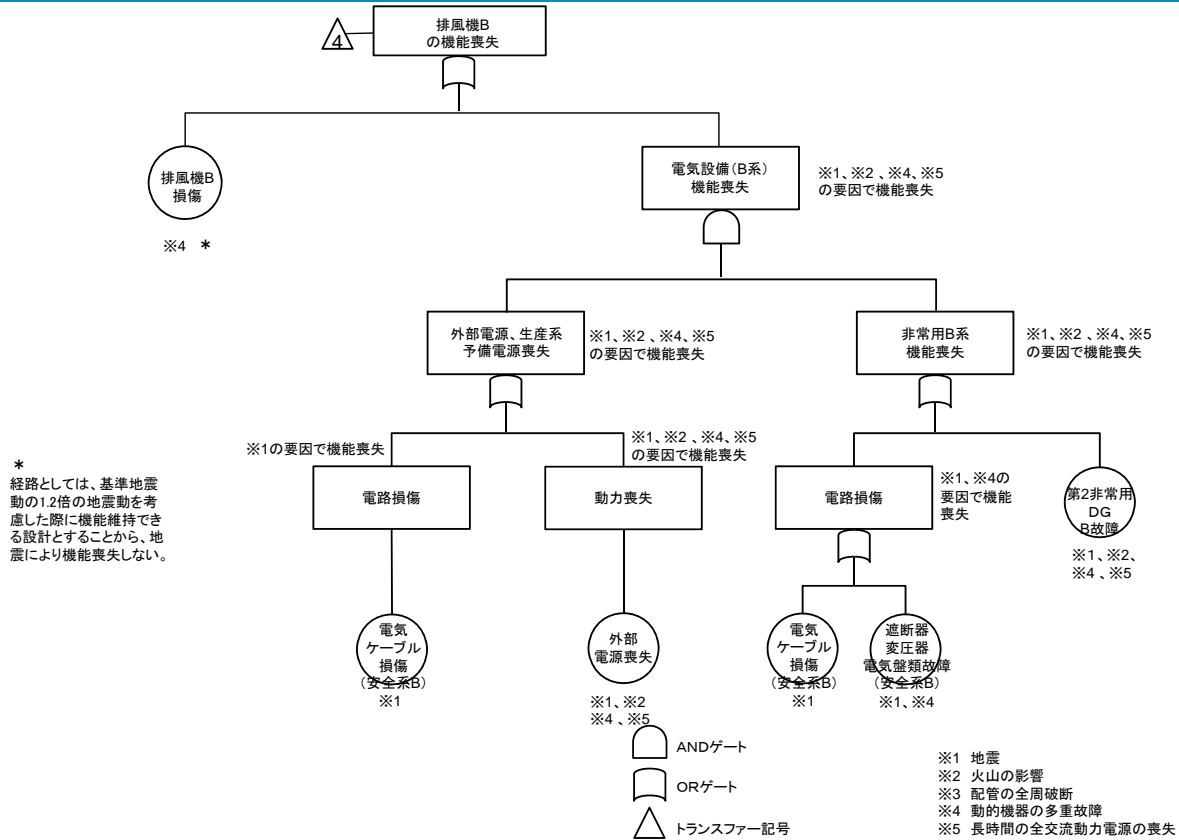 排風機B
の機能喪失
4
排風機B
損傷
※4 *
電気設備(B系)
機能喪失
※1、※2 、※4、※5
の要因で機能喪失
外部電源、生産系
予備電源喪失
※1、※2 、※4、※5
の要因で機能喪失
非常用B系
機能喪失
※1、※2 、※4、※5
の要因で機能喪失
*
経路としては、基準地震
動の1.2倍の地震動を考
慮した際に機能維持でき
る設計とすることから、地
震により機能喪失しない。
※1の要因で機能喪失
電路損傷
※1、※2 、※4、※5
の要因で機能喪失
動力喪失
電路損傷
※1、※4の
要因で機能
喪失
第2非常用
DG
B故障
※1、※2、
※4 、※5
電気
ケーブル
損傷
(安全系B)
※1
外部
電源喪失
※1、※2
※4 、※5
電気
ケーブル
損傷
(安全系B)
※1
遮断器
変圧器
電気盤類故障
(安全系B)
※1、※4
ANDゲート
ORゲート
トランスファー記号
※1 地震
※2 火山の影響
※3 配管の全周破断
※4 動的機器の多重故障
※5 長時間の全交流動力電源の喪失